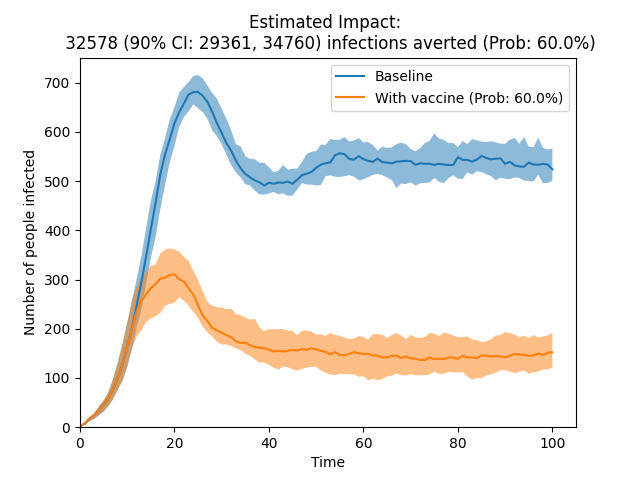 Estimated Impact:
32578 (90% CI: 29361, 34760) infections averted (Prob: 60.0%)
Baseline
With vaccine (Prob: 60.0%)
Number of people infected
700
600
500
400
300
200
100
0
0 20 40 60 80 100
Time